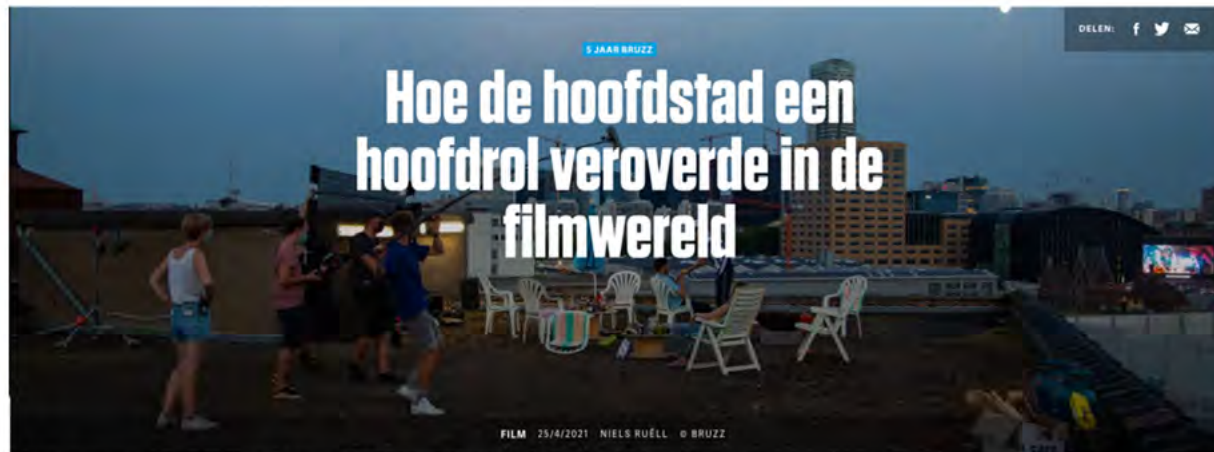 DELEN:
5 JAAR BRUZZ
Hoe de hoofdstad een
hoofdrol veroverde in de
filmwereld
FILM 25/4/2021 NIELS RUËLL © BRUZZ